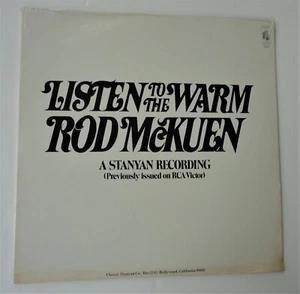 LISTEN TO THE WARM
ROD McKUEN
A STANYAN RECORDING
(Previously Issued on RCA Victor)